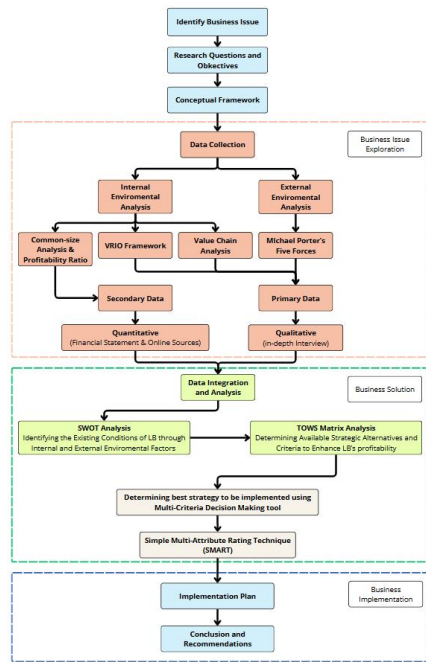 Identify Business Issue
Research Questions and
Obkectives
Conceptual Framework
Data Collection
Business Issue
Exploration
Internal
Enviromental
Analysis
External
Enviromental
Analysis
Common-size
Analysis &
Profitability Ratio
VRIO Framework
Value Chain
Analysis
Michael Porter's
Five Forces
Secondary Data
Primary Data
Quantitative
(Financial Statement & Online Sources)
Qualitative
(in-depth Interview)
Data Integration
and Analysis
Business Solution
SWOT Analysis
Identifying the Existing Conditions of LB through
Internal and External Enviromental Factors
TOWS Matrix Analysis
Determining Available Strategic Alternatives and
Criteria to Enhance LB's profitability
Determining best strategy to be implemented using
Multi-Criteria Decision Making tool
Simple Multi-Attribute Rating Technique
(SMART)
Implementation Plan
Business
Implementation
Conclusion and
Recommendations